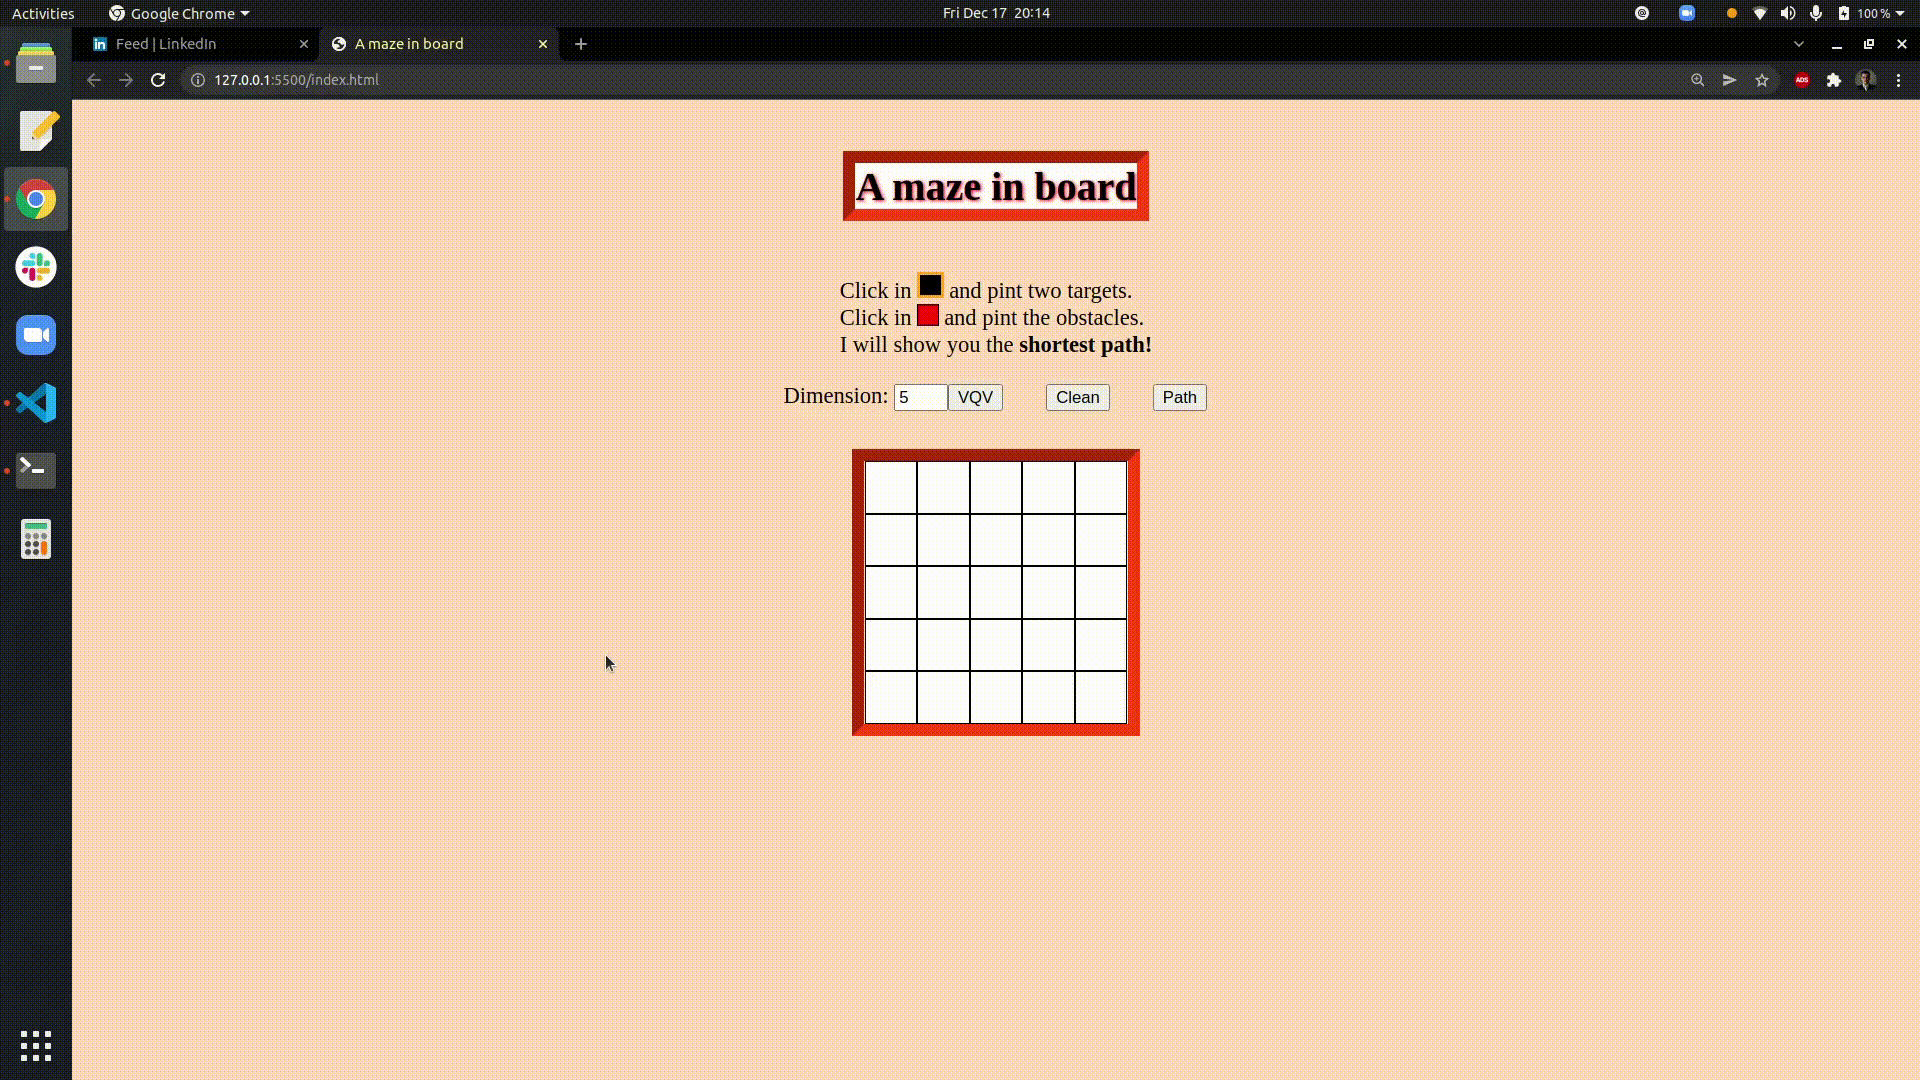 Activities Google Chrome Fri Dec 17 20:14 100 %
in Feed | LinkedIn A maze in board
127.0.0.1:5500/index.html ADS
A maze in board
Click in and pint two targets.
Click in and pint the obstacles.
I will show you the shortest path!
Dimension: 5 VQV Clean Path